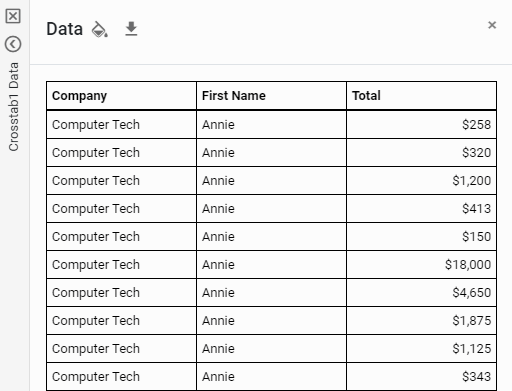 Crosstab1 Data
Data
Company First Name Total
Computer Tech Annie $258
Computer Tech Annie $320
Computer Tech Annie $1,200
Computer Tech Annie $413
Computer Tech Annie $150
Computer Tech Annie $18,000
Computer Tech Annie $4,650
Computer Tech Annie $1,875
Computer Tech Annie $1,125
Computer Tech Annie $343